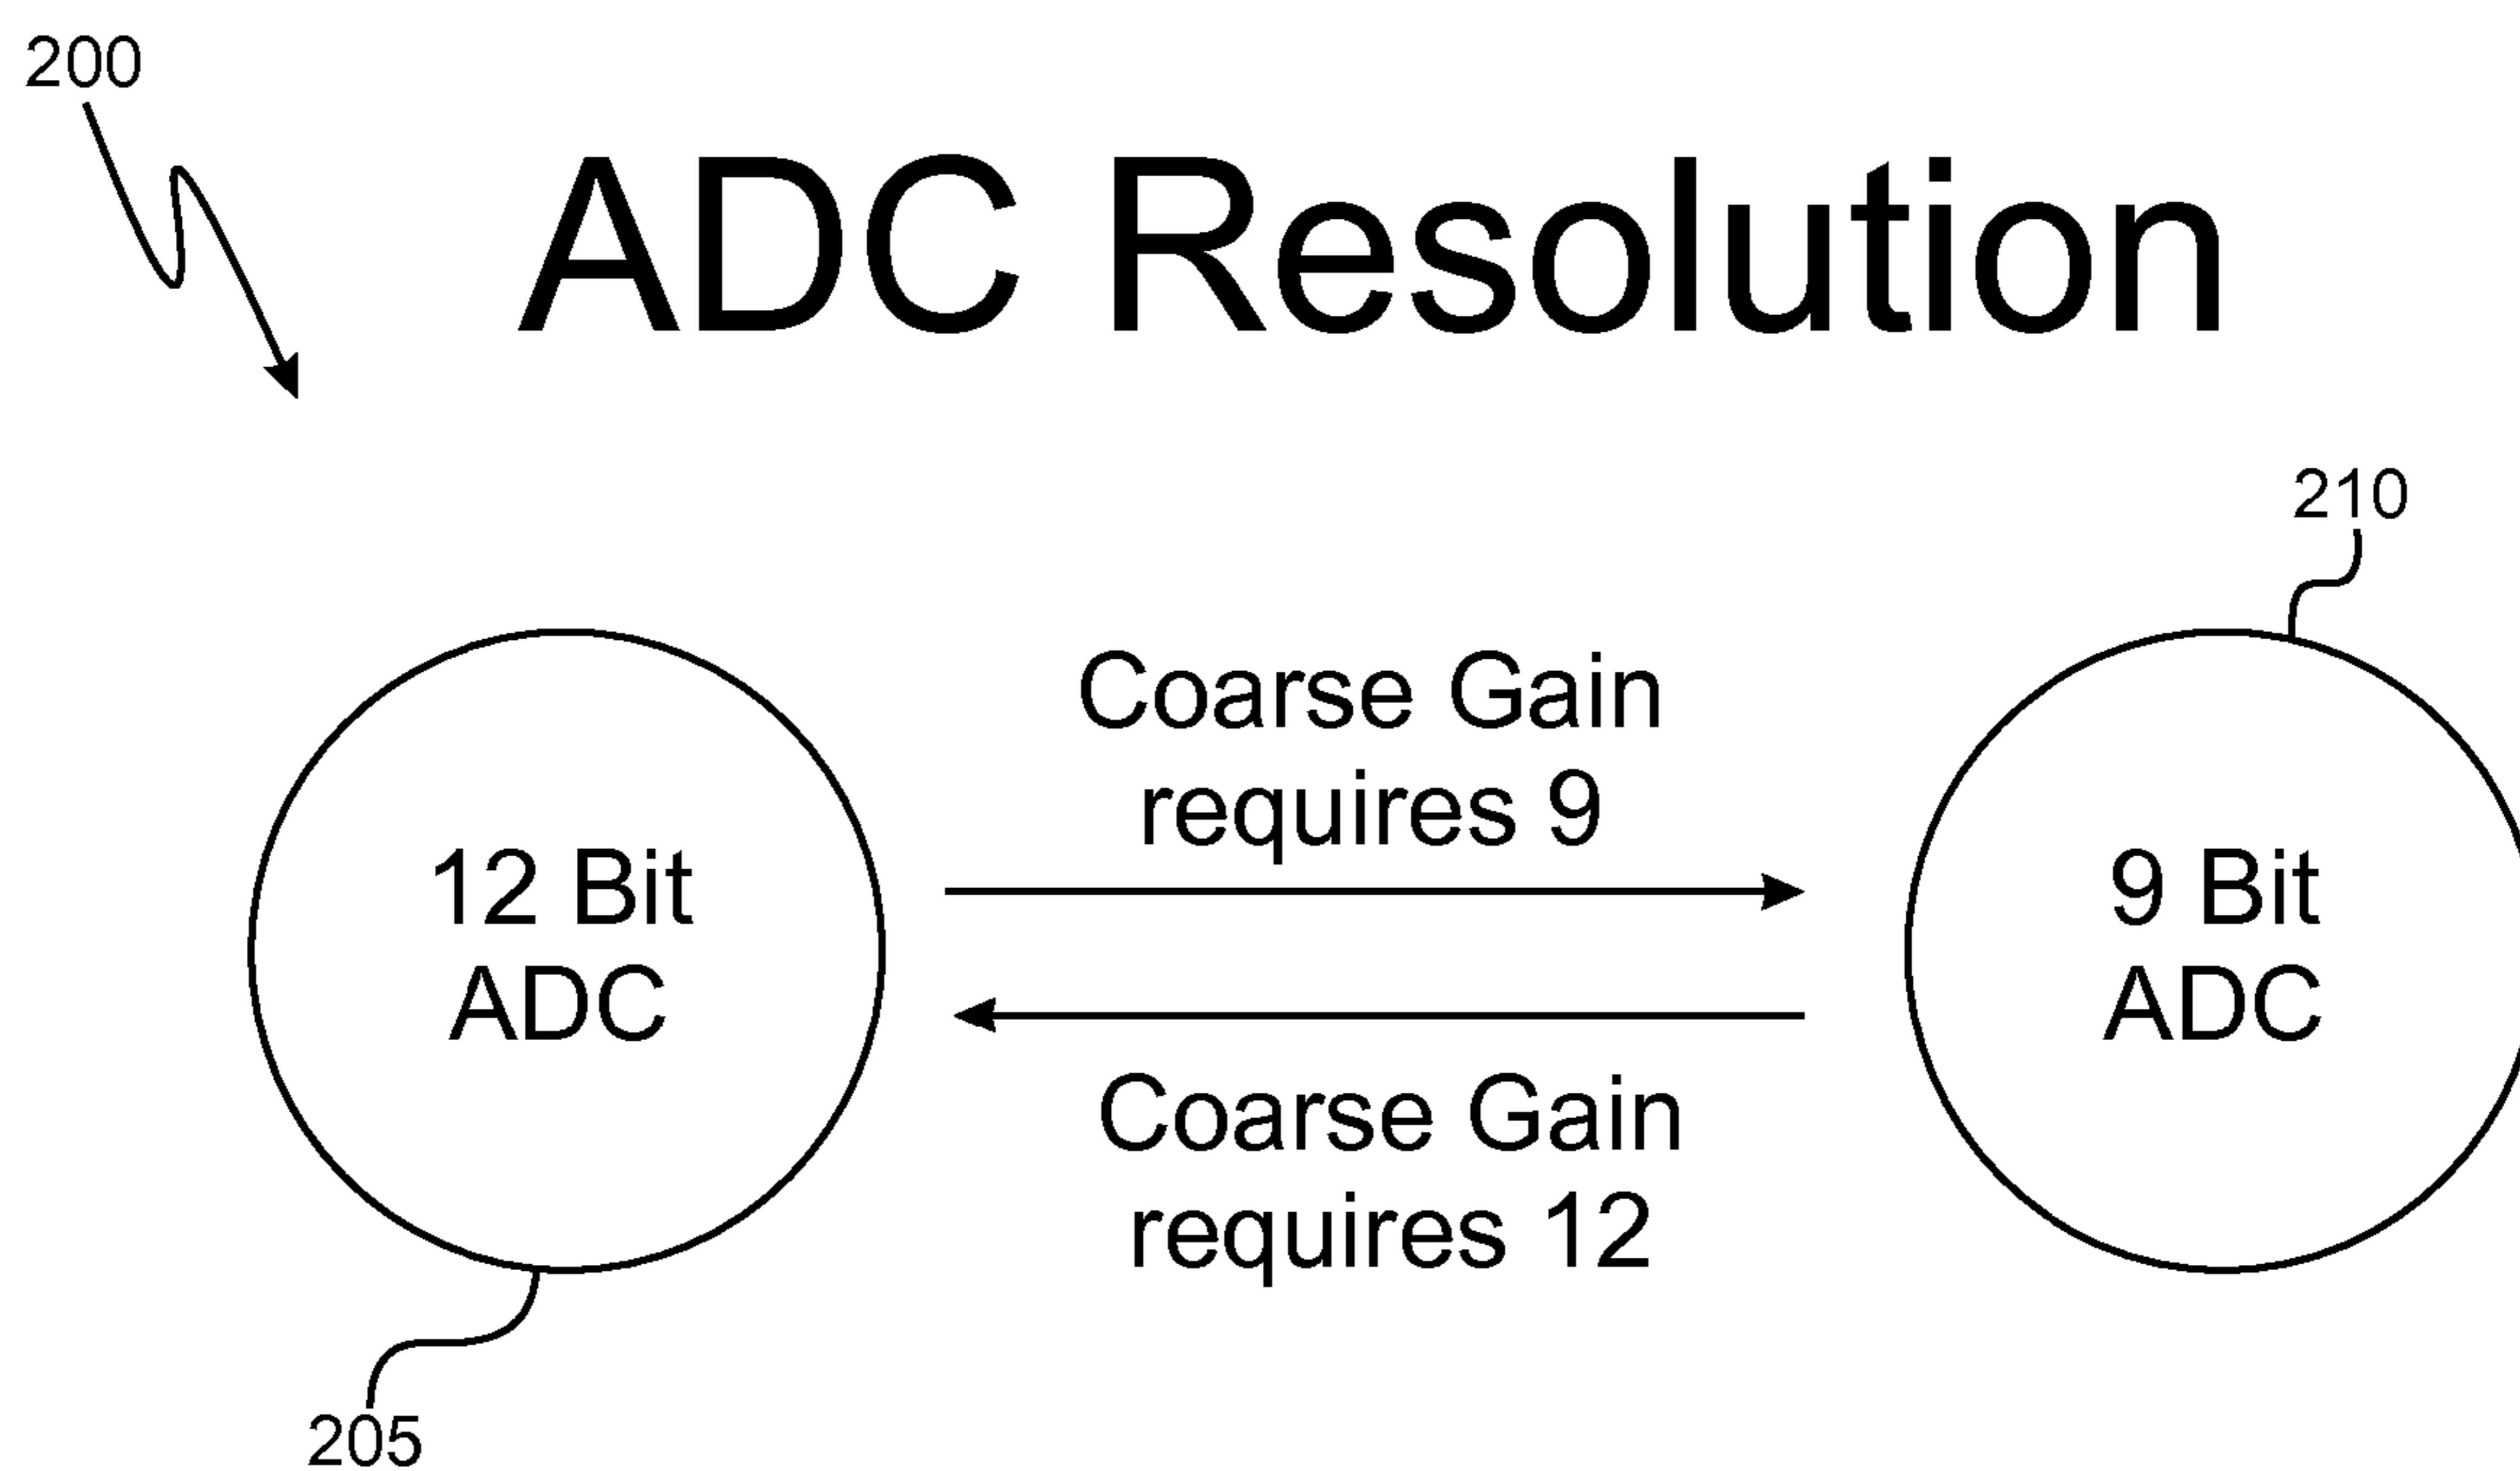 200
ADC Resolution
210
Coarse Gain
requires 9
12 Bit
ADC
9 Bit
ADC
Coarse Gain
requires 12
205